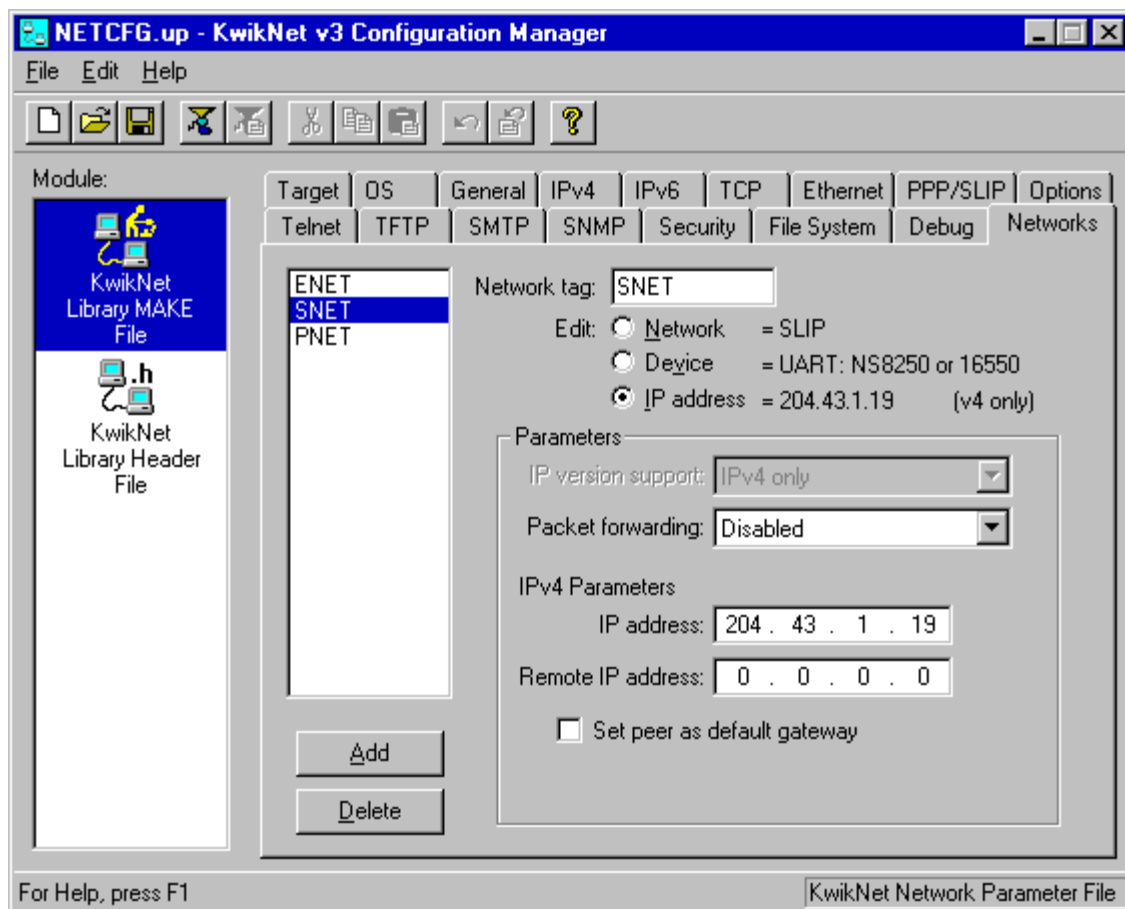 NETCFG.up - KwikNet v3 Configuration Manager
File Edit Help
Module:
KwikNet
Library MAKE
File
.h
KwikNet
Library Header
File
Target OS General IPv4 IPv6 TCP Ethernet PPP/SLIP Options
Telnet TFTP SMTP SNMP Security File System Debug Networks
ENET
SNET
PNET
Add
Delete
Network tag: SNET
Edit: Network = SLIP
Device = UART: NS8250 or 16550
IP address = 204.43.1.19 (v4 only)
Parameters
IP version support: IPv4 only
Packet forwarding: Disabled
IPv4 Parameters
IP address: 204 . 43 . 1 . 19
Remote IP address: 0 . 0 . 0 . 0
Set peer as default gateway
For Help, press F1
KwikNet Network Parameter File